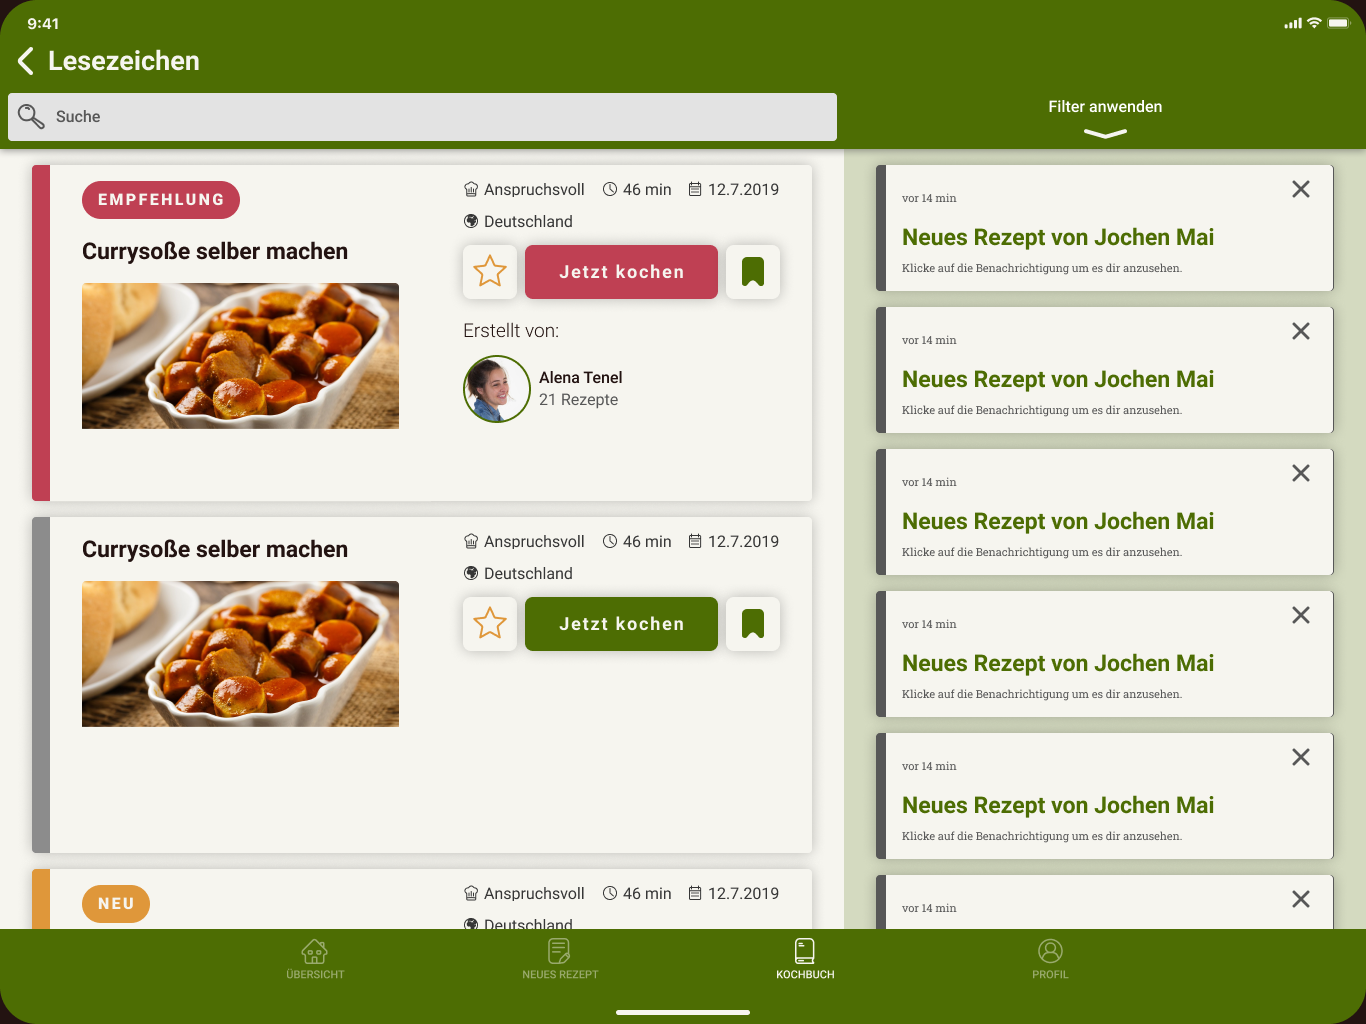 9:41
Lesezeichen
Suche
Filter anwenden
EMPFEHLUNG
Currysoße selber machen
Anspruchsvoll 46 min 12.7.2019
Deutschland
Jetzt kochen
Erstellt von:
Alena Tenel
21 Rezepte
Currysoße selber machen
Anspruchsvoll 46 min 12.7.2019
Deutschland
Jetzt kochen
NEU
Anspruchsvoll 46 min 12.7.2019
Deutschland
vor 14 min
Neues Rezept von Jochen Mai
Klicke auf die Benachrichtigung um es dir anzusehen.
vor 14 min
Neues Rezept von Jochen Mai
Klicke auf die Benachrichtigung um es dir anzusehen.
vor 14 min
Neues Rezept von Jochen Mai
Klicke auf die Benachrichtigung um es dir anzusehen.
vor 14 min
Neues Rezept von Jochen Mai
Klicke auf die Benachrichtigung um es dir anzusehen.
vor 14 min
Neues Rezept von Jochen Mai
Klicke auf die Benachrichtigung um es dir anzusehen.
vor 14 min
ÜBERSICHT
NEUES REZEPT
KOCHBUCH
PROFIL